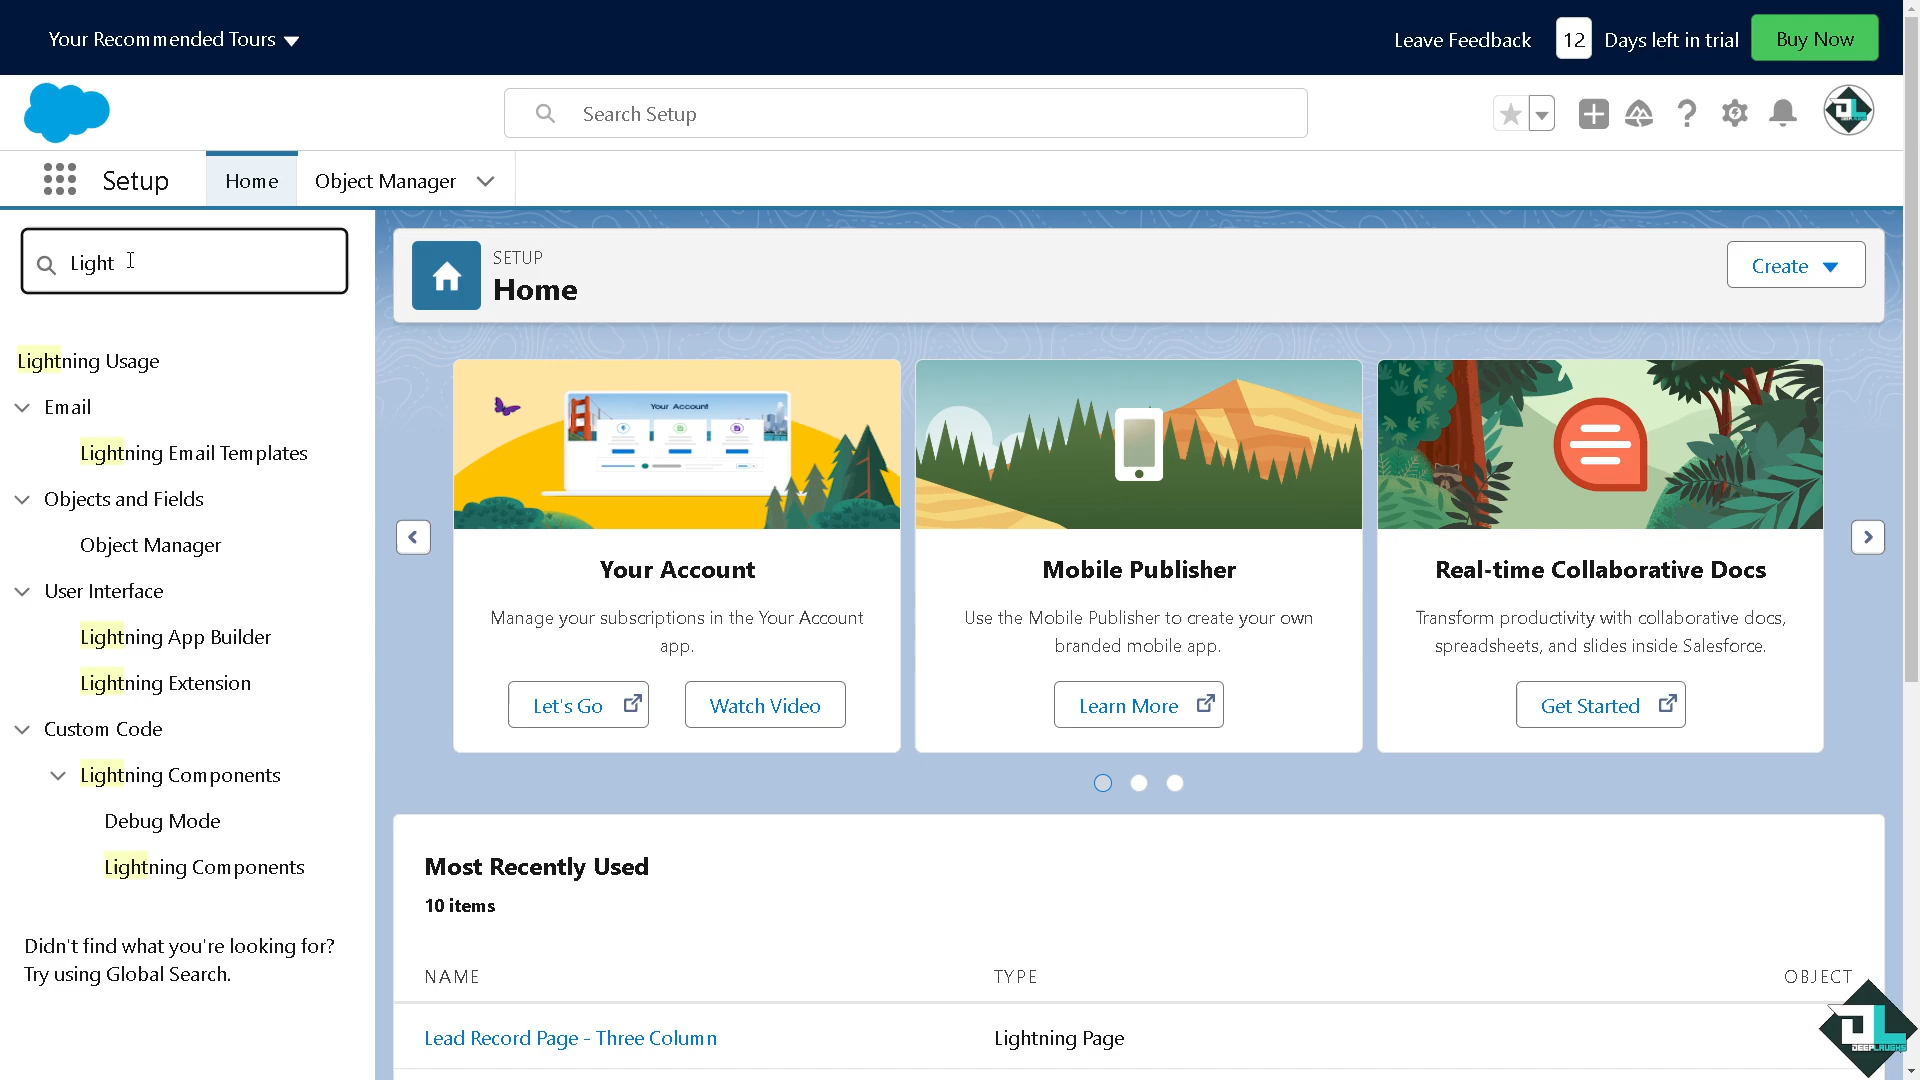 Your Recommended Tours
Leave Feedback
12
Days left in trial
Buy Now
Search Setup
Setup
Home
Object Manager
Light
Lightning Usage
Email
Lightning Email Templates
Objects and Fields
Object Manager
User Interface
Lightning App Builder
Lightning Extension
Custom Code
Lightning Components
Debug Mode
Lightning Components
Didn't find what you're looking for?
Try using Global Search.
SETUP
Home
Create
Your Account
Your Account
Manage your subscriptions in the Your Account
app.
Let's Go
Watch Video
Mobile Publisher
Use the Mobile Publisher to create your own
branded mobile app.
Learn More
Real-time Collaborative Docs
Transform productivity with collaborative docs,
spreadsheets, and slides inside Salesforce.
Get Started
Most Recently Used
10 items
NAME
TYPE
OBJECT
Lead Record Page - Three Column
Lightning Page
DEEPLAUGHS